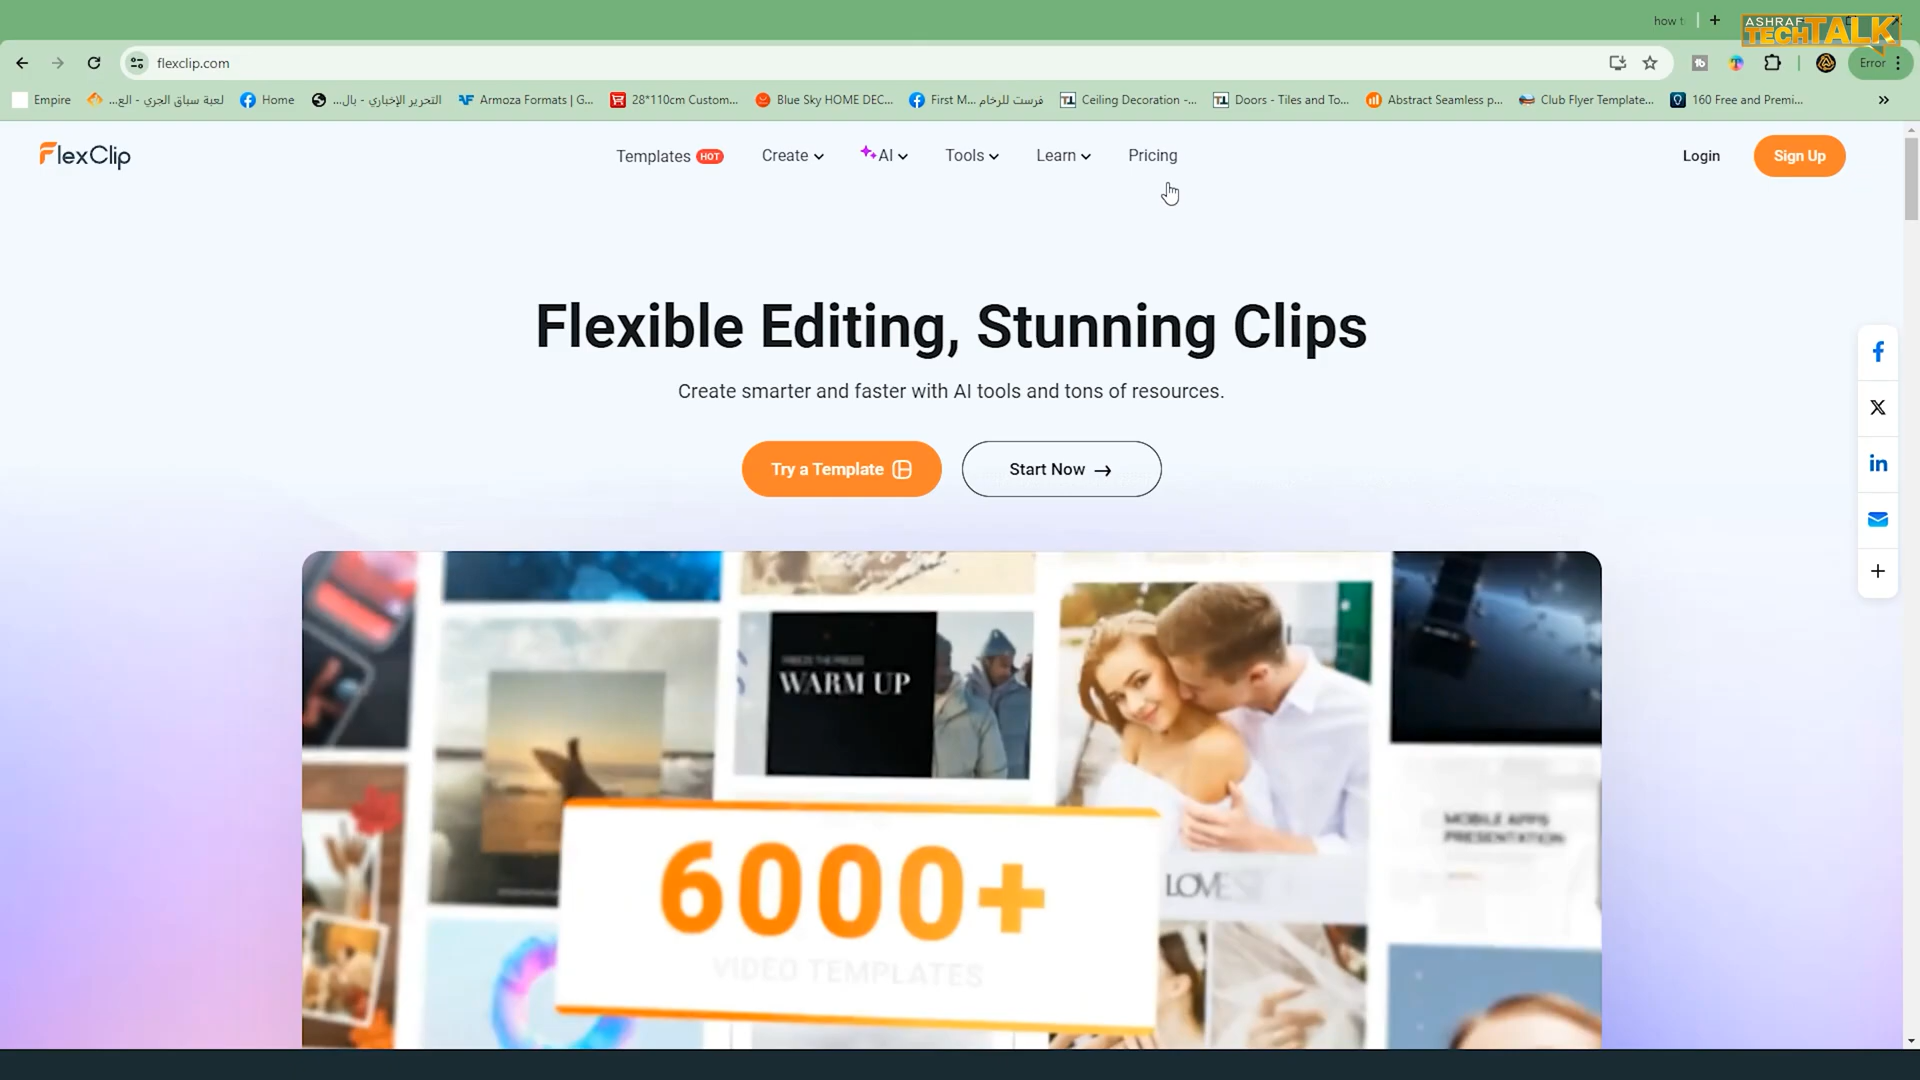 how t
ASHRAF
TECHTALK
flexclip.com
Error
Empire
لعبة سباق الجري - الع...
Home
التحرير الإخباري - بال...
Armoza Formats | G...
28*110cm Custom...
Blue Sky HOME DEC...
First M... فرست للرخام
Ceiling Decoration -...
Doors - Tiles and To...
Abstract Seamless p...
Club Flyer Template...
160 Free and Premi...
FlexClip
Templates HOT
Create
AI
Tools
Learn
Pricing
Login
Sign Up
Flexible Editing, Stunning Clips
Create smarter and faster with AI tools and tons of resources.
Try a Template
Start Now →
WARM UP
MOBILE APPS
PRESENTATION
LOVES
6000+
VIDEO TEMPLATES